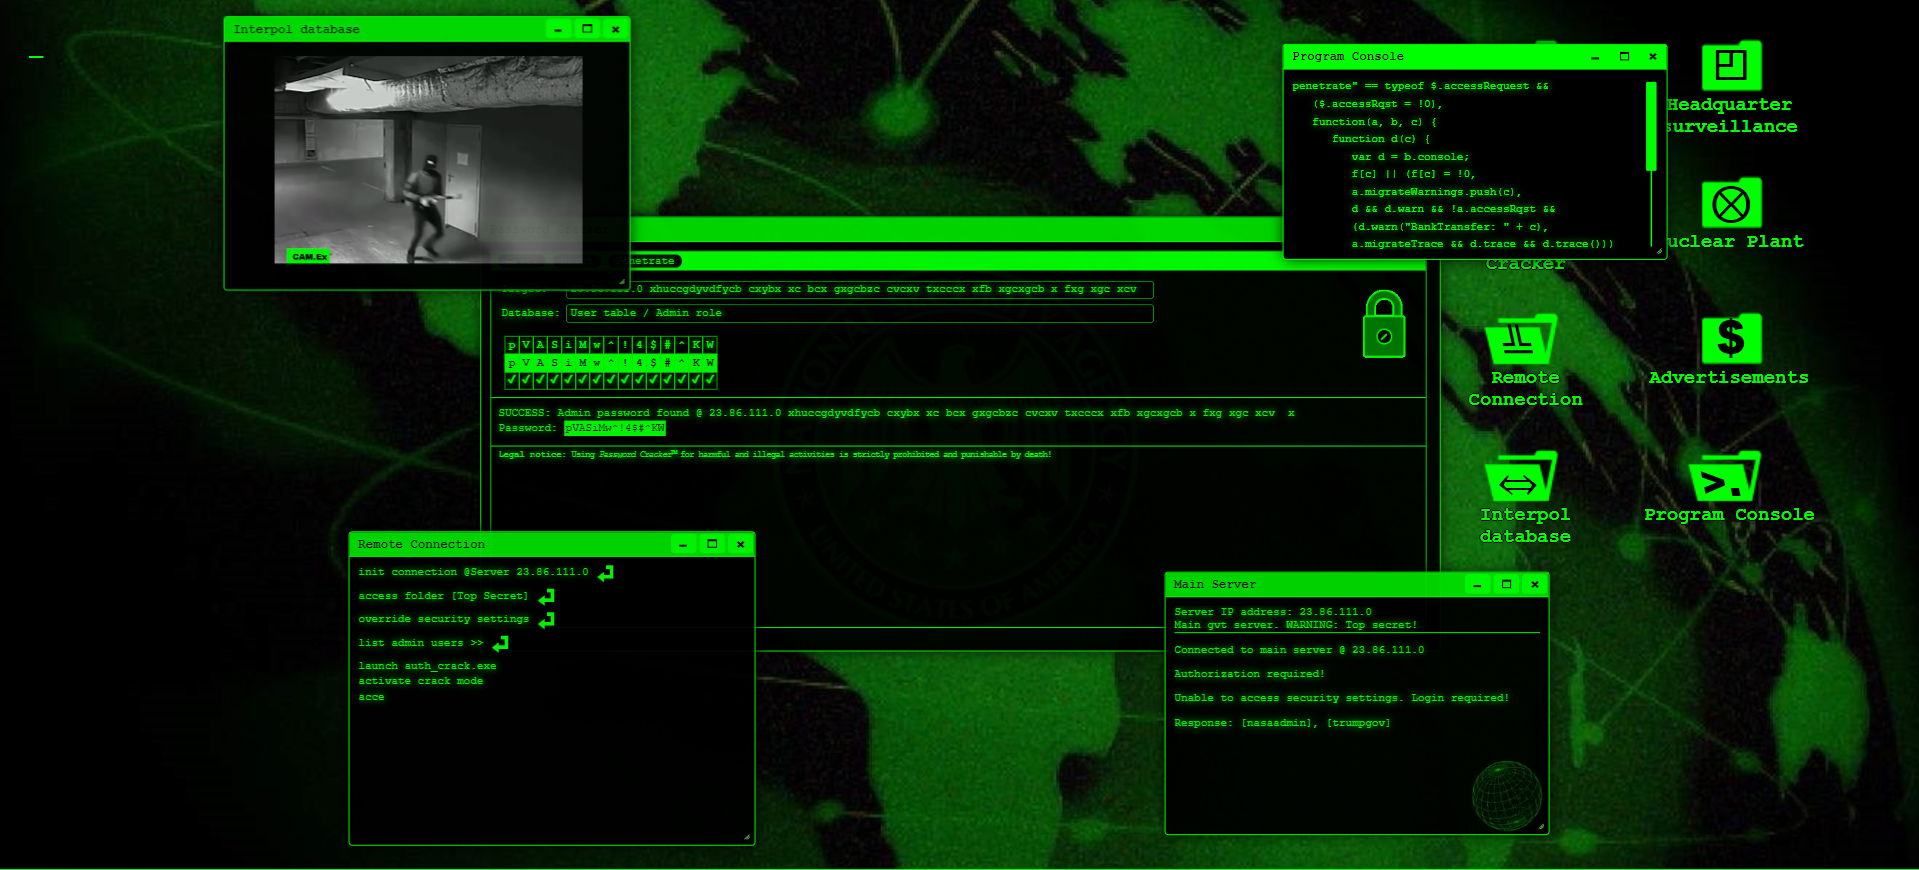 Interpol database
CAM.Ex
Program Console
penetrate" == typeof $.accessRequest &&
($.accessRqst = !0),
function(a, b, c) {
function d(c) {
var d = b.console;
f[c] || (f[c] = !0,
a.migrateWarnings.push(c),
d && d.warn && !a.accessRqst &&
(d.warn("BankTransfer: " + c),
a.migrateTrace && d.trace && d.trace()))
Headquarter
surveillance
Nuclear Plant
Cracker
Remote
Connection
Advertisements
Interpol
database
Program Console
.0 xhuccgdyvdfycb cxybx xc bcx gxgcbzc cvcxv txcccx xfb xgcxgcb x fxg xgc xcv
Database: User table / Admin role
p V A S i M w ^ ! 4 $ # ^ K W
p V A S i M w ^ ! 4 $ # ^ K W
SUCCESS: Admin password found @ 23.86.111.0 xhuccgdyvdfycb cxybx xc bcx gxgcbzc cvcxv txcccx xfb xgcxgcb x fxg xgc xcv x
Password: pVASiMw^!4$#^KW
Legal notice: Using Password Cracker™ for harmful and illegal activities is strictly prohibited and punishable by death!
Remote Connection
init connection @Server 23.86.111.0
access folder [Top Secret]
override security settings
list admin users >>
launch auth_crack.exe
activate crack mode
acce
Main Server
Server IP address: 23.86.111.0
Main gvt server. WARNING: Top secret!
Connected to main server @ 23.86.111.0
Authorization required!
Unable to access security settings. Login required!
Response: [nasaadmin], [trumpgov]